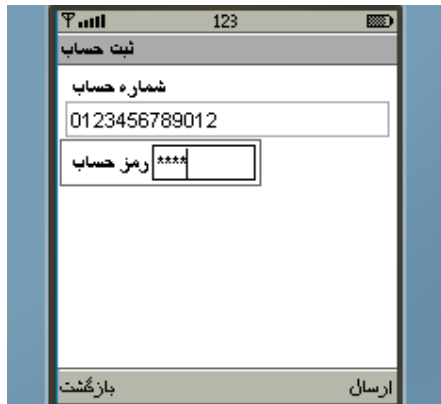 123
ثبت حساب
شماره حساب
0123456789012
رمز حساب ****
بازگشت ارسال